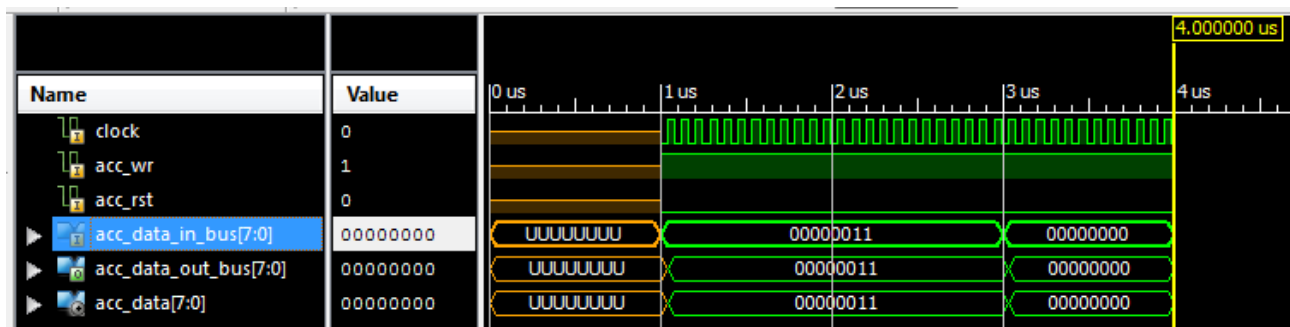 4.000000 us
Name Value 0 us 1 us 2 us 3 us 4 us
clock 0
acc_wr 1
acc_rst 0
acc_data_in_bus[7:0] 00000000 UUUUUUUU 00000011 00000000
acc_data_out_bus[7:0] 00000000 UUUUUUUU 00000011 00000000
acc_data[7:0] 00000000 UUUUUUUU 00000011 00000000